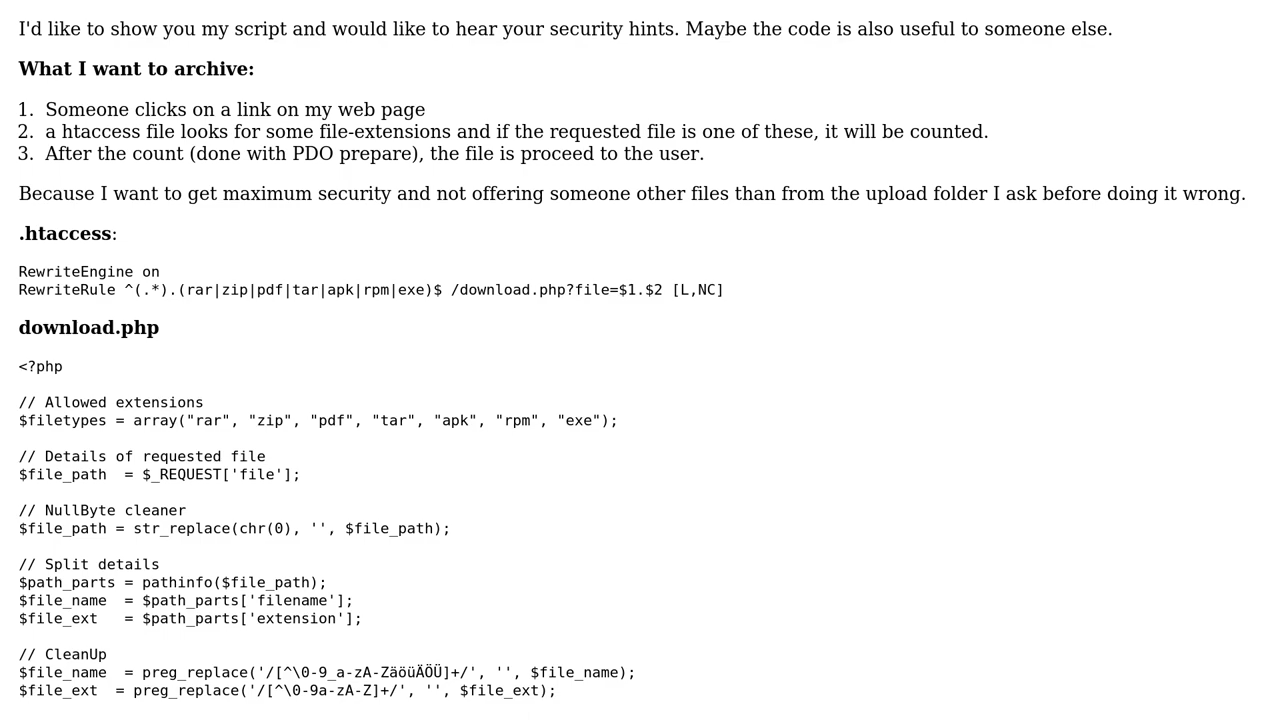 I'd like to show you my script and would like to hear your security hints. Maybe the code is also useful to someone else.
What I want to archive:
1. Someone clicks on a link on my web page
2. a htaccess file looks for some file-extensions and if the requested file is one of these, it will be counted.
3. After the count (done with PDO prepare), the file is proceed to the user.
Because I want to get maximum security and not offering someone other files than from the upload folder I ask before doing it wrong.
.htaccess:
RewriteEngine on
RewriteRule ^(.*).(rar|zip|pdf|tar|apk|rpm|exe)$ /download.php?file=$1.$2 [L,NC]
download.php
<?php
// Allowed extensions
$filetypes = array("rar", "zip", "pdf", "tar", "apk", "rpm", "exe");
// Details of requested file
$file_path  = $_REQUEST['file'];
// NullByte cleaner
$file_path = str_replace(chr(0), '', $file_path);
// Split details
$path_parts = pathinfo($file_path);
$file_name  = $path_parts['filename'];
$file_ext   = $path_parts['extension'];
// CleanUp
$file_name  = preg_replace('/[^\0-9_a-zA-ZäöüÄÖÜ]+/', '', $file_name);
$file_ext  = preg_replace('/[^\0-9a-zA-Z]+/', '', $file_ext);